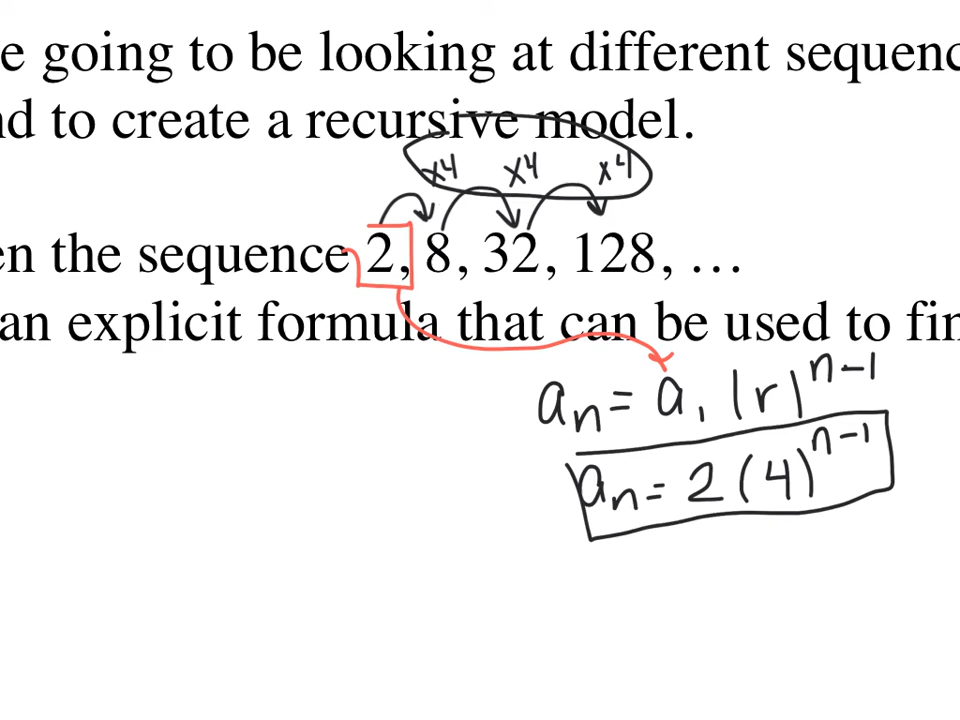 e going to be looking at different sequenc
nd to create a recursive model.
x4 x4 x4
en the sequence 2, 8, 32, 128, …
an explicit formula that can be used to fin
aₙ = a₁ (r)ⁿ⁻¹
aₙ = 2(4)ⁿ⁻¹